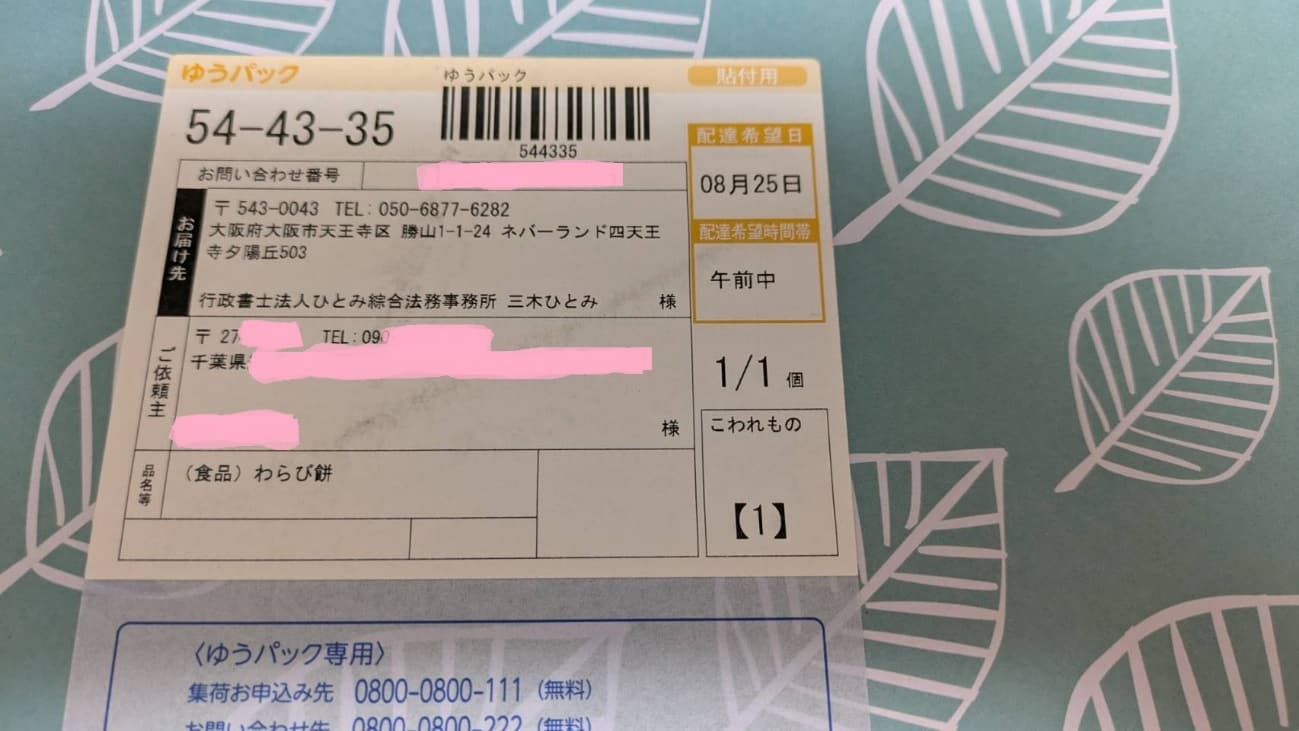 ゆうパック
ゆうパック
貼付用
54-43-35
544335
配達希望日
08月25日
お問い合わせ番号
お届け先
〒543-0043 TEL:050-6877-6282
大阪府大阪市天王寺区 勝山1-1-24 ネバーランド四天王
寺夕陽丘503
行政書士法人ひとみ綜合法務事務所 三木ひとみ 様
配達希望時間帯
午前中
ご依頼主
〒27 TEL:090
千葉県
様
1/1個
こわれもの
【1】
品名等
(食品)わらび餅
〈ゆうパック専用〉
集荷お申込み先 0800-0800-111(無料)
お問い合わせ先 0800-0800-222(無料)